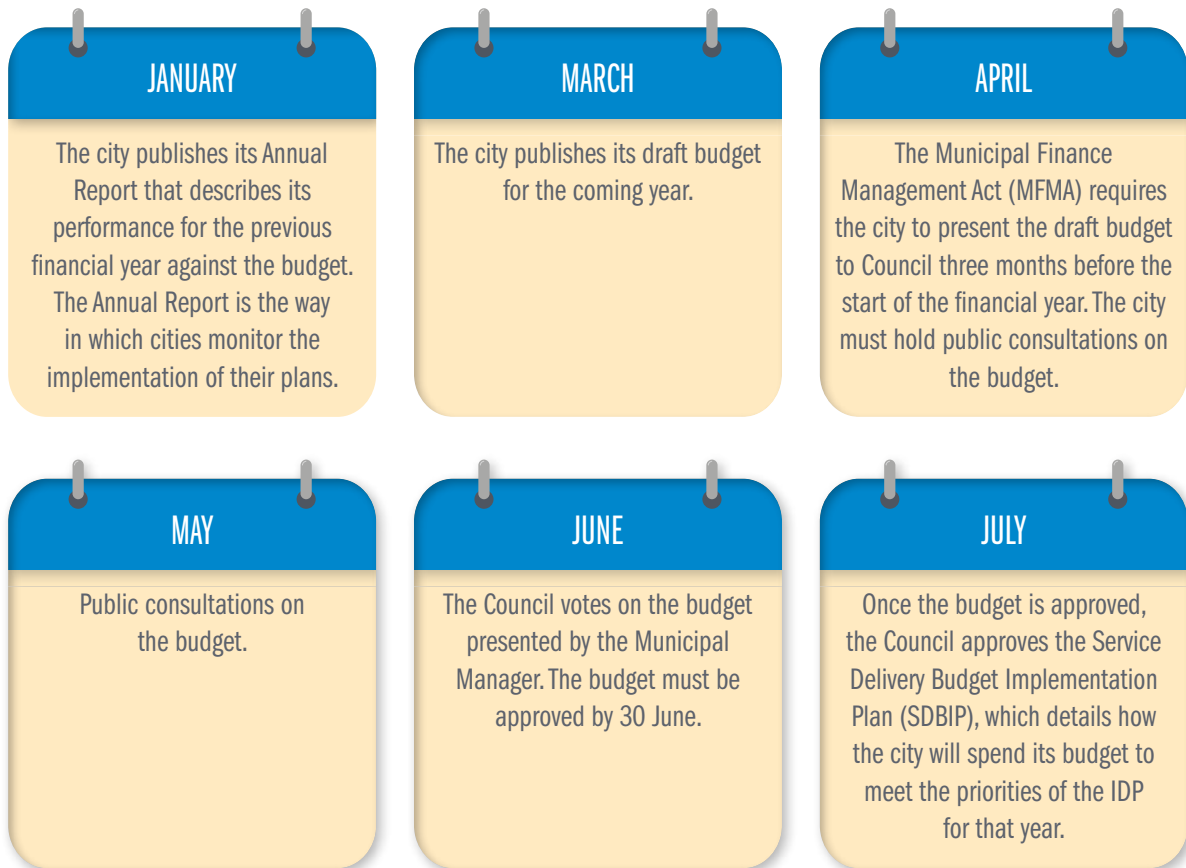 JANUARY
The city publishes its Annual
Report that describes its
performance for the previous
financial year against the budget.
The Annual Report is the way
in which cities monitor the
implementation of their plans.
MARCH
The city publishes its draft budget
for the coming year.
APRIL
The Municipal Finance
Management Act (MFMA) requires
the city to present the draft budget
to Council three months before the
start of the financial year. The city
must hold public consultations on
the budget.
MAY
Public consultations on
the budget.
JUNE
The Council votes on the budget
presented by the Municipal
Manager. The budget must be
approved by 30 June.
JULY
Once the budget is approved,
the Council approves the Service
Delivery Budget Implementation
Plan (SDBIP), which details how
the city will spend its budget to
meet the priorities of the IDP
for that year.